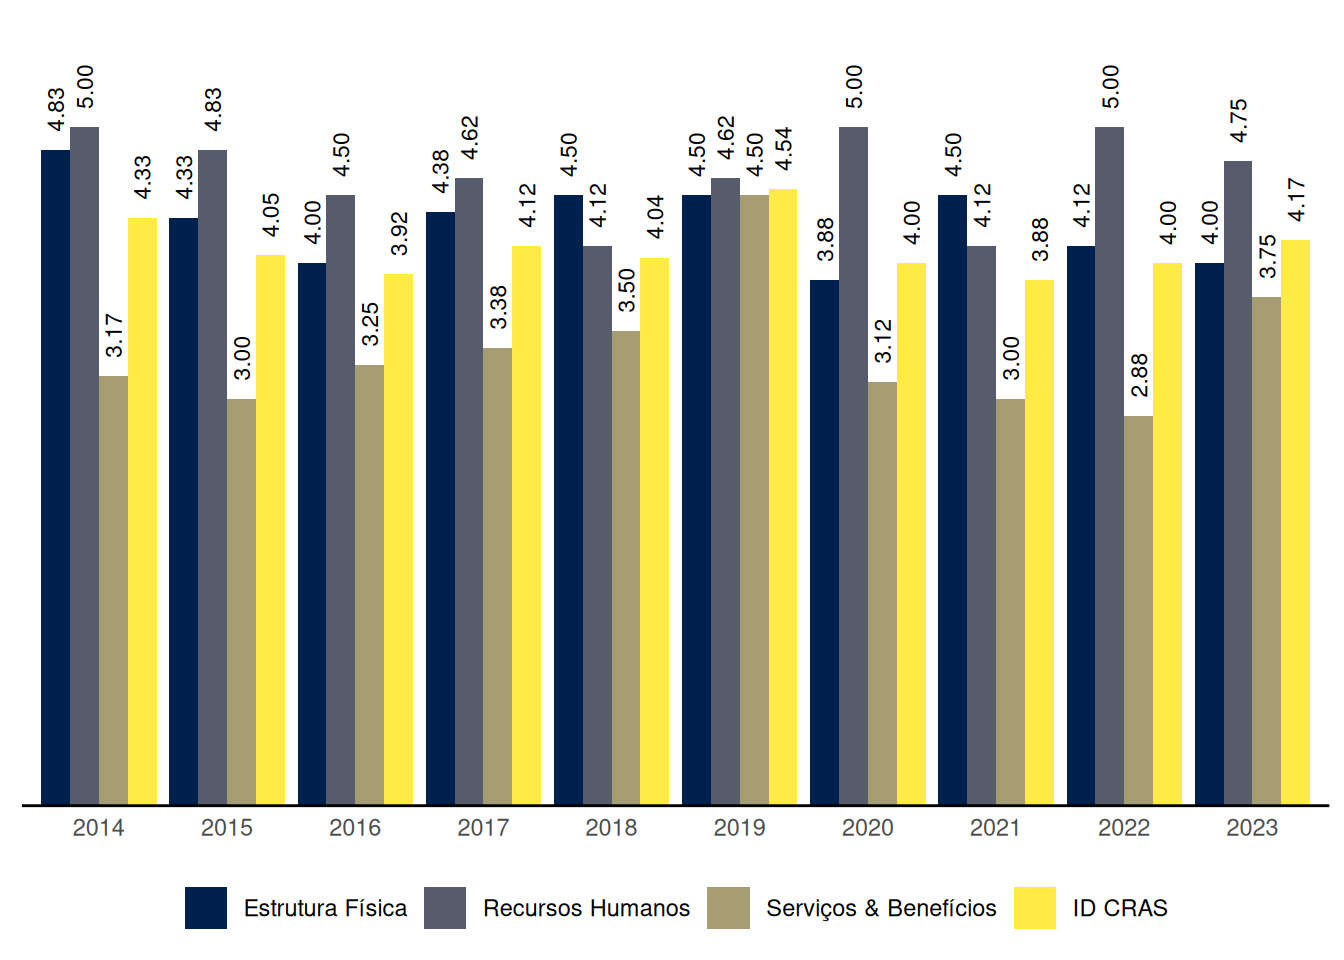 4.83 5.00 3.17 4.33
4.33 4.83 3.00 4.05
4.00 4.50 3.25 3.92
4.38 4.62 3.38 4.12
4.50 4.12 3.50 4.04
4.50 4.62 4.50 4.54
3.88 5.00 3.12 4.00
4.50 4.12 3.00 3.88
4.12 5.00 2.88 4.00
4.00 4.75 3.75 4.17
2014 2015 2016 2017 2018 2019 2020 2021 2022 2023
Estrutura Física Recursos Humanos Serviços & Benefícios ID CRAS